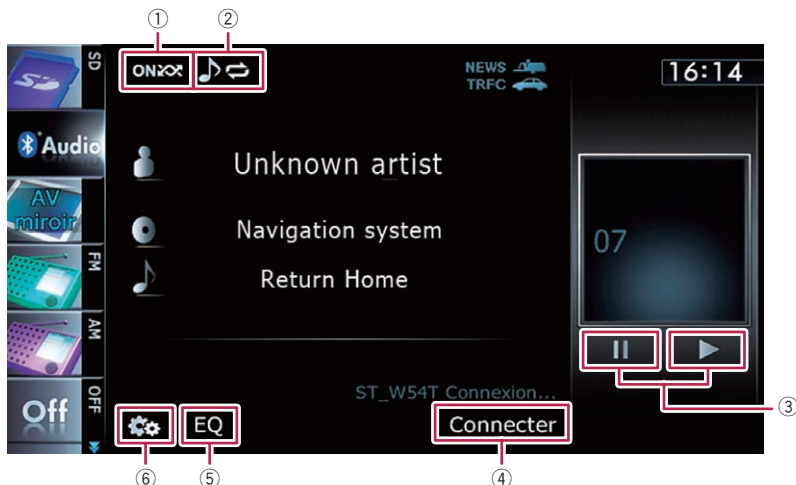 ① ②
SD
ON
NEWS
TRFC
16:14
Audio
Unknown artist
AV
miroir
Navigation system
07
FM
Return Home
AM
③
OFF
ST_W54T Connexion...
Off
EQ
Connecter
⑥ ⑤ ④